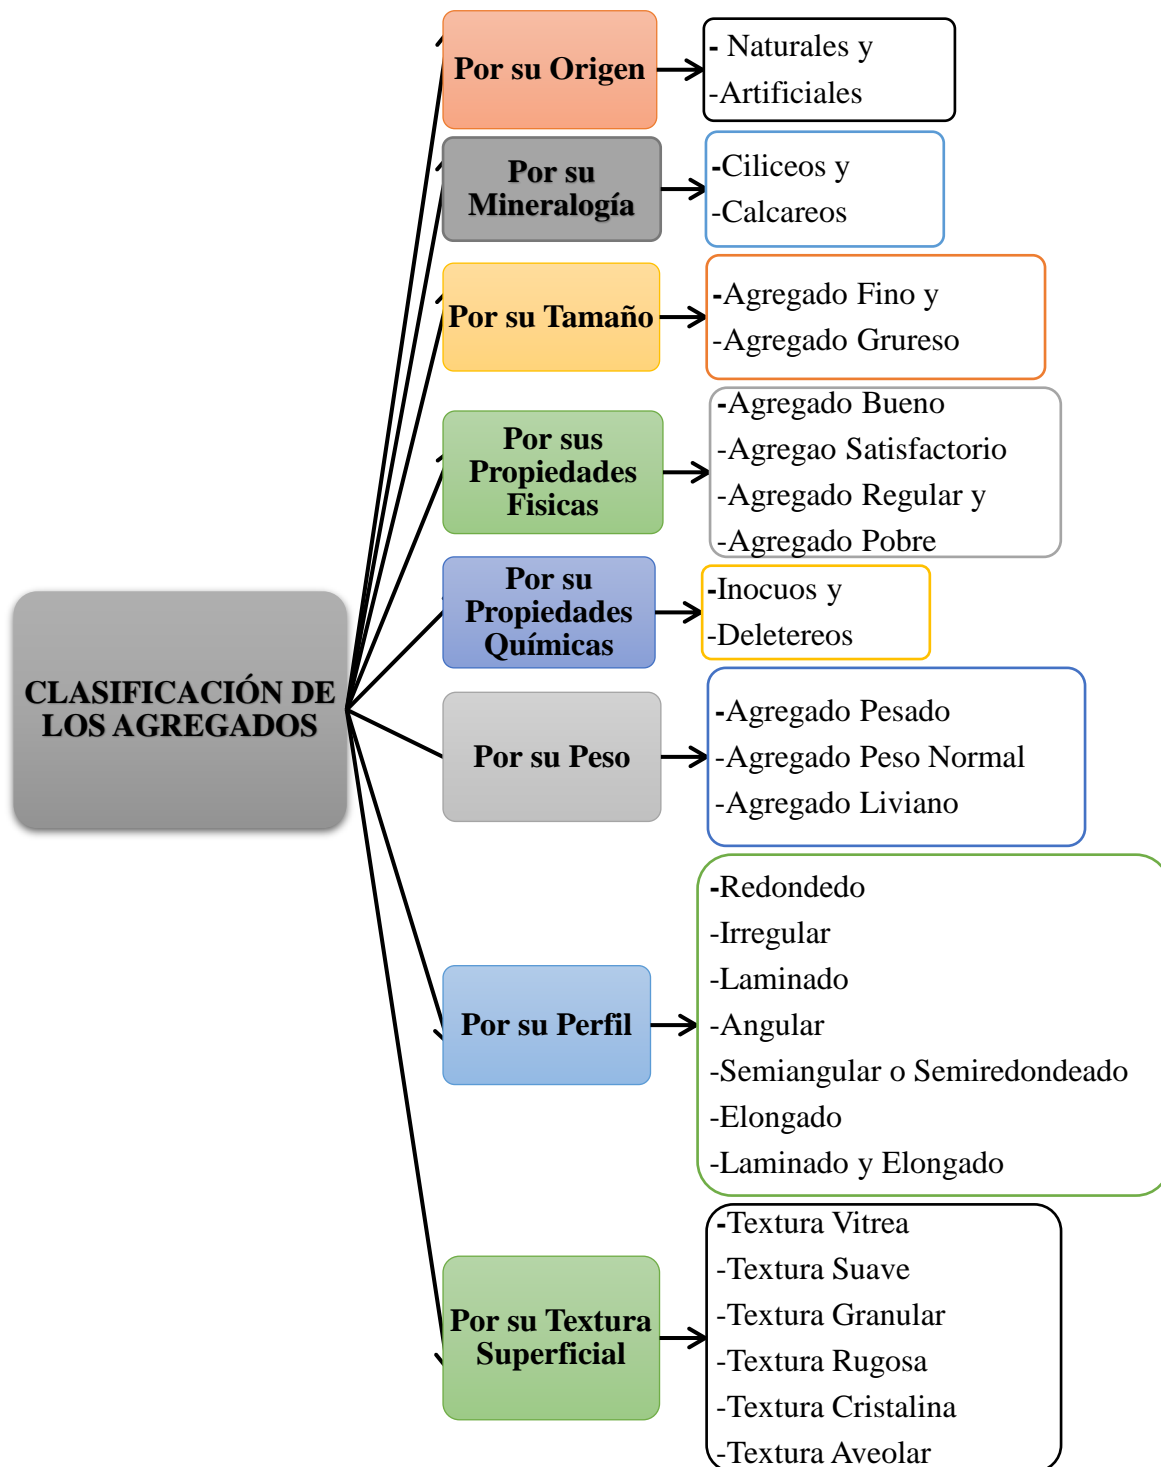 CLASIFICACIÓN DE
LOS AGREGADOS
Por su Origen
- Naturales y
-Artificiales
Por su
Mineralogía
-Ciliceos y
-Calcareos
Por su Tamaño
-Agregado Fino y
-Agregado Grureso
Por sus
Propiedades
Fisicas
-Agregado Bueno
-Agregao Satisfactorio
-Agregado Regular y
-Agregado Pobre
Por su
Propiedades
Químicas
-Inocuos y
-Deletereos
Por su Peso
-Agregado Pesado
-Agregado Peso Normal
-Agregado Liviano
Por su Perfil
-Redondedo
-Irregular
-Laminado
-Angular
-Semiangular o Semiredondeado
-Elongado
-Laminado y Elongado
Por su Textura
Superficial
-Textura Vitrea
-Textura Suave
-Textura Granular
-Textura Rugosa
-Textura Cristalina
-Textura Aveolar